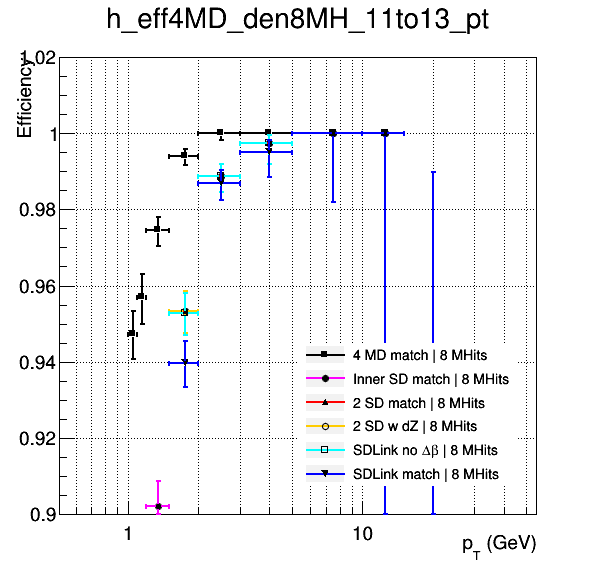 h_eff4MD_den8MH_11to13_pt
Efficiency
1.02
1
0.98
0.96
0.94
0.92
0.9
4 MD match | 8 MHits
Inner SD match | 8 MHits
2 SD match | 8 MHits
2 SD w dZ | 8 MHits
SDLink no Δβ | 8 MHits
SDLink match | 8 MHits
1
10
p_T (GeV)